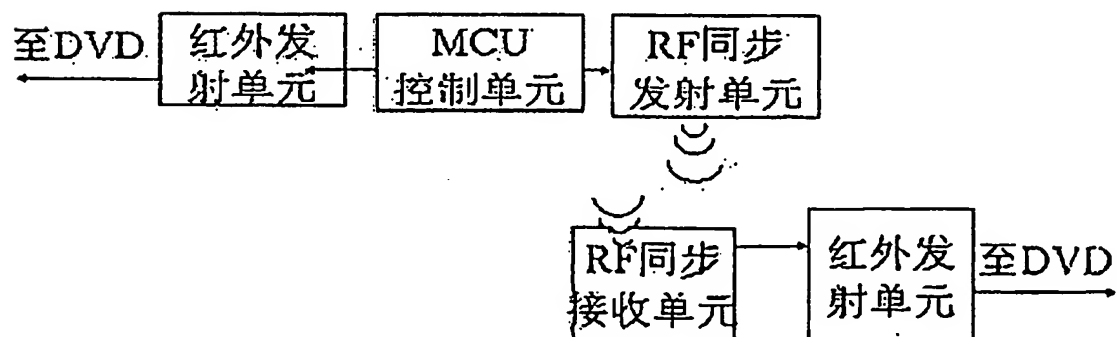 至DVD
红外发
射单元
MCU
控制单元
RF同步
发射单元
RF同步
接收单元
红外发
射单元
至DVD